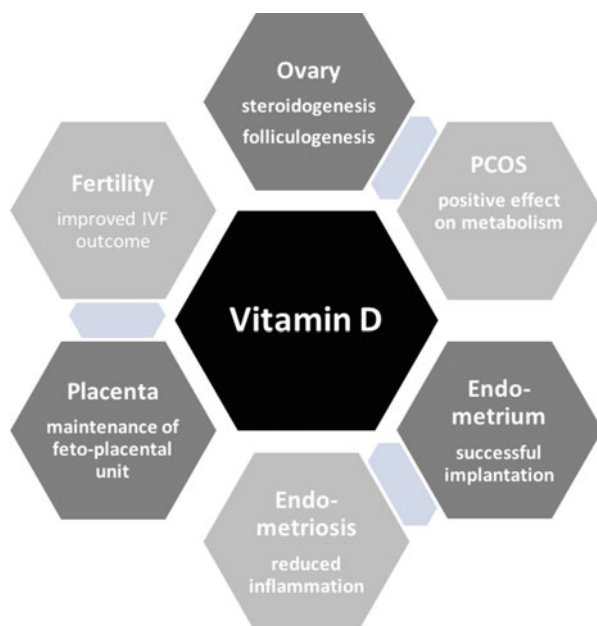 Ovary
steroidogenesis
folliculogenesis
PCOS
positive effect
on metabolism
Endo-
metrium
successful
implantation
Endo-
metriosis
reduced
inflammation
Placenta
maintenance of
feto-placental
unit
Fertility
improved IVF
outcome
Vitamin D